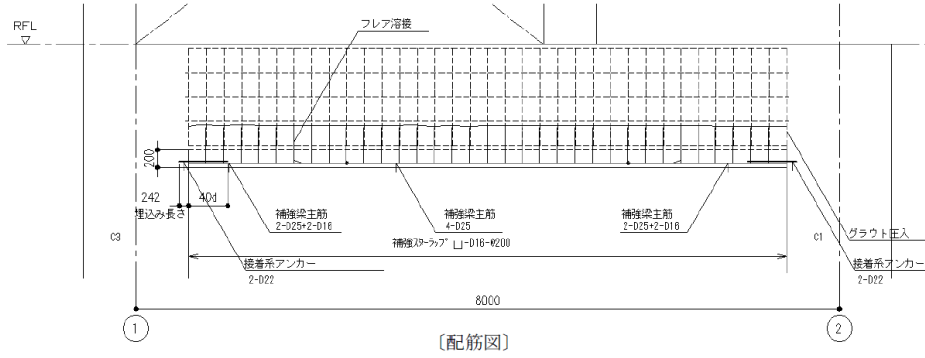 RFL
フレア溶接
200
242
埋込み長さ
40d
補強梁主筋
2-D25+2-D16
補強梁主筋
4-D25
補強梁主筋
2-D25+2-D16
補強スターラップ ⊔-D16-@200
C3
C1
グラウト圧入
接着系アンカー
2-D22
接着系アンカー
2-D22
8000
1
2
〔配筋図〕